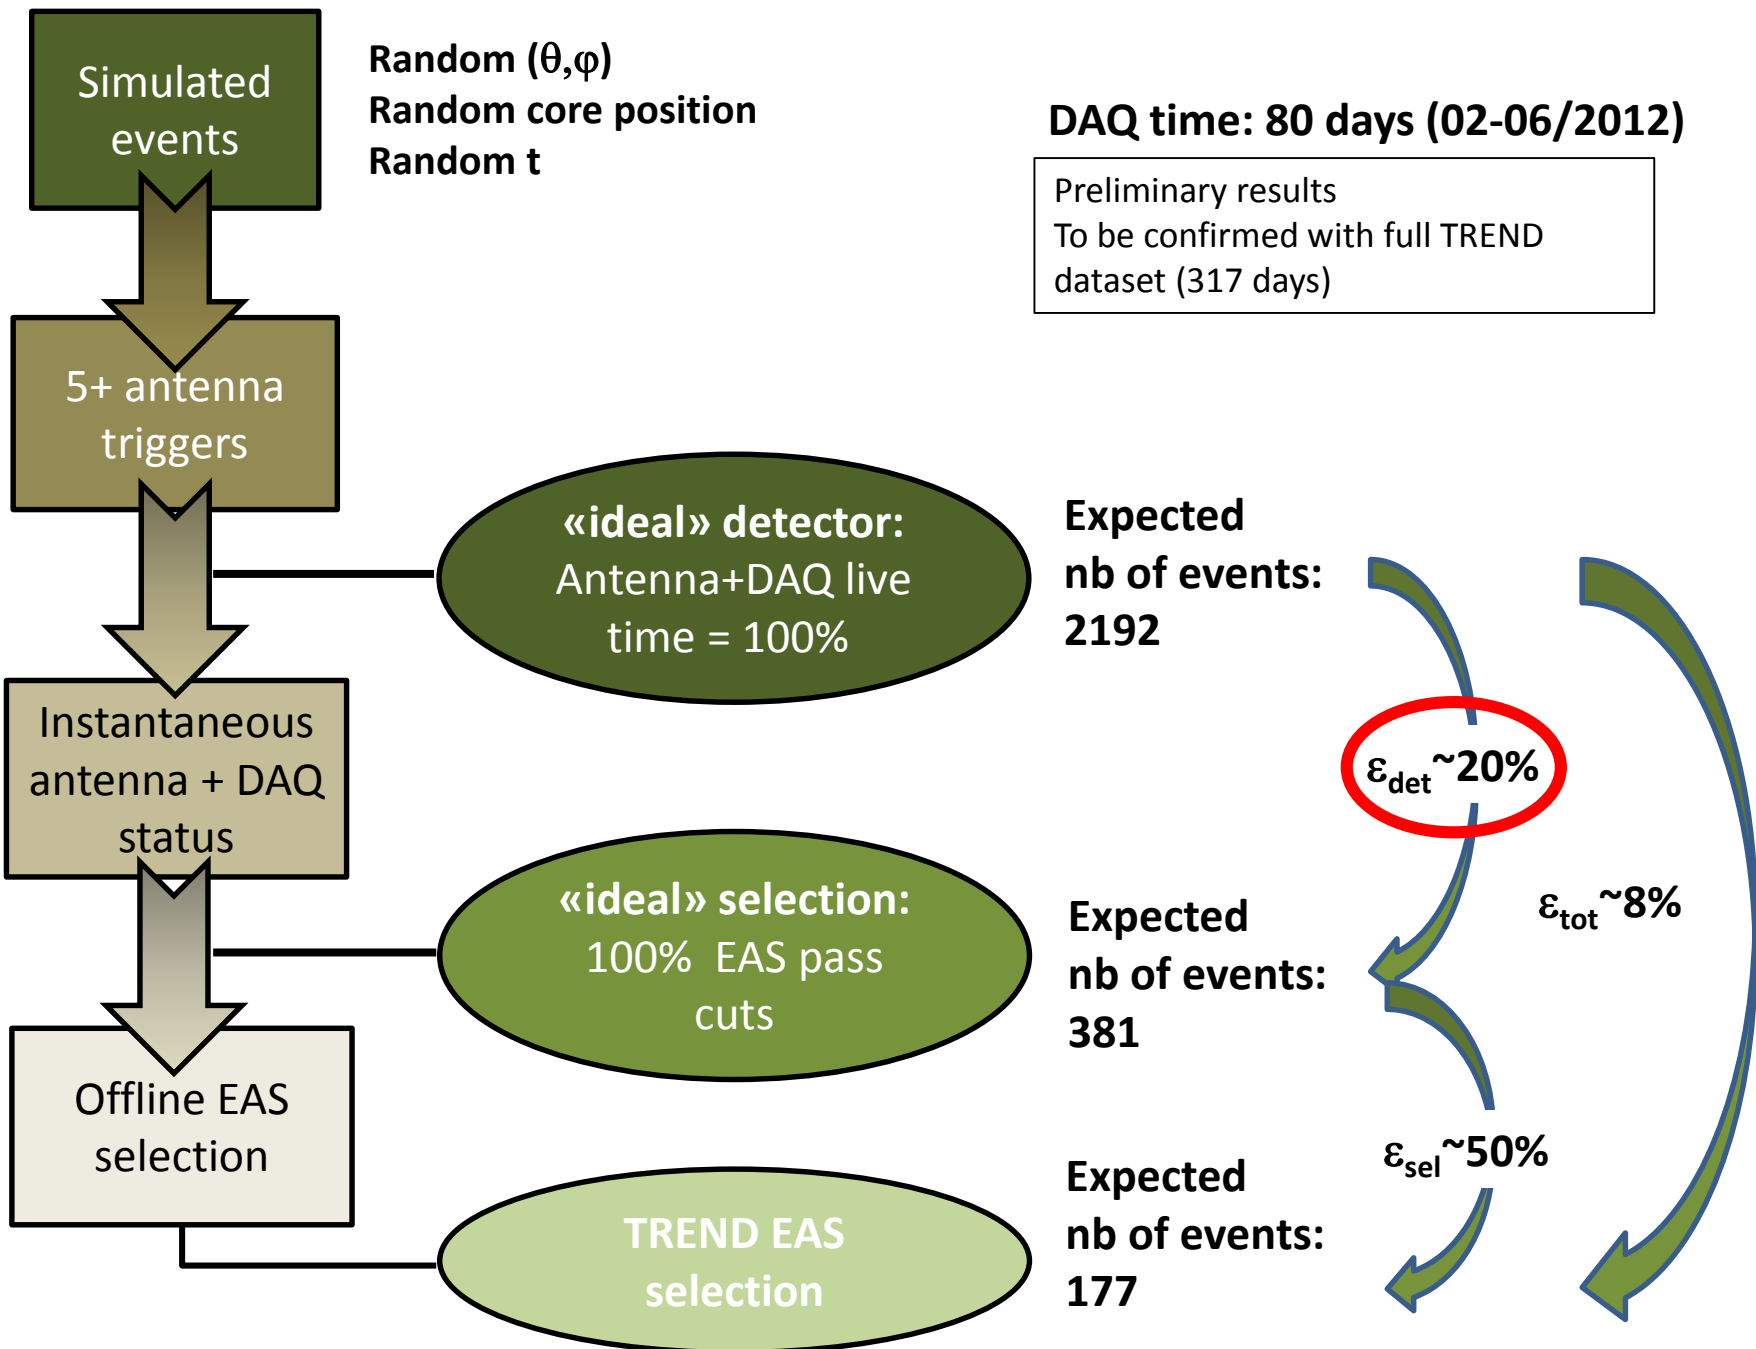 Simulated
events
Random (θ,φ)
Random core position
Random t
DAQ time: 80 days (02-06/2012)
Preliminary results
To be confirmed with full TREND
dataset (317 days)
5+ antenna
triggers
«ideal» detector:
Antenna+DAQ live
time = 100%
Expected
nb of events:
2192
Instantaneous
antenna + DAQ
status
εdet~20%
«ideal» selection:
100% EAS pass
cuts
Expected
nb of events:
381
εtot~8%
Offline EAS
selection
εsel~50%
TREND EAS
selection
Expected
nb of events:
177